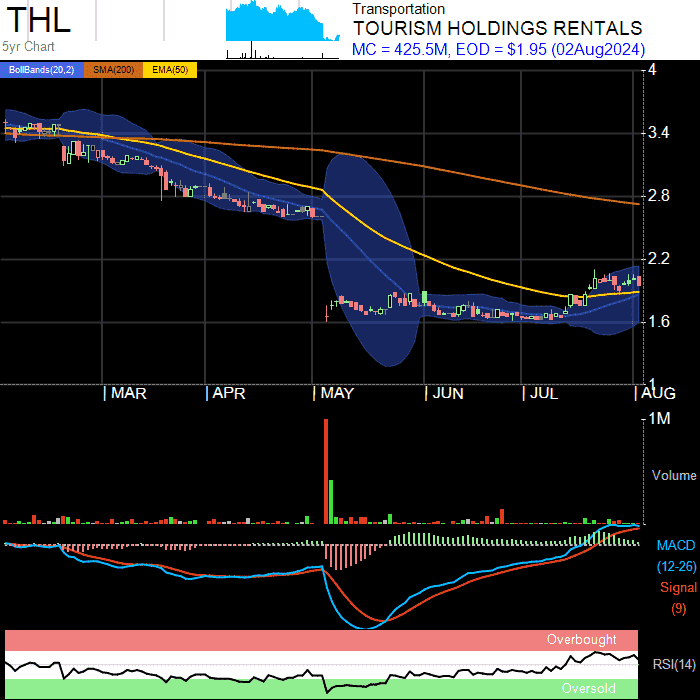 THL
5yr Chart
Transportation
TOURISM HOLDINGS RENTALS
MC = 425.5M, EOD = $1.95 (02Aug2024)
BollBands(20,2) SMA(200) EMA(50)
4
3.4
2.8
2.2
1.6
1
MAR APR MAY JUN JUL AUG
1M
Volume
MACD
(12-26)
Signal
(9)
Overbought
RSI(14)
Oversold